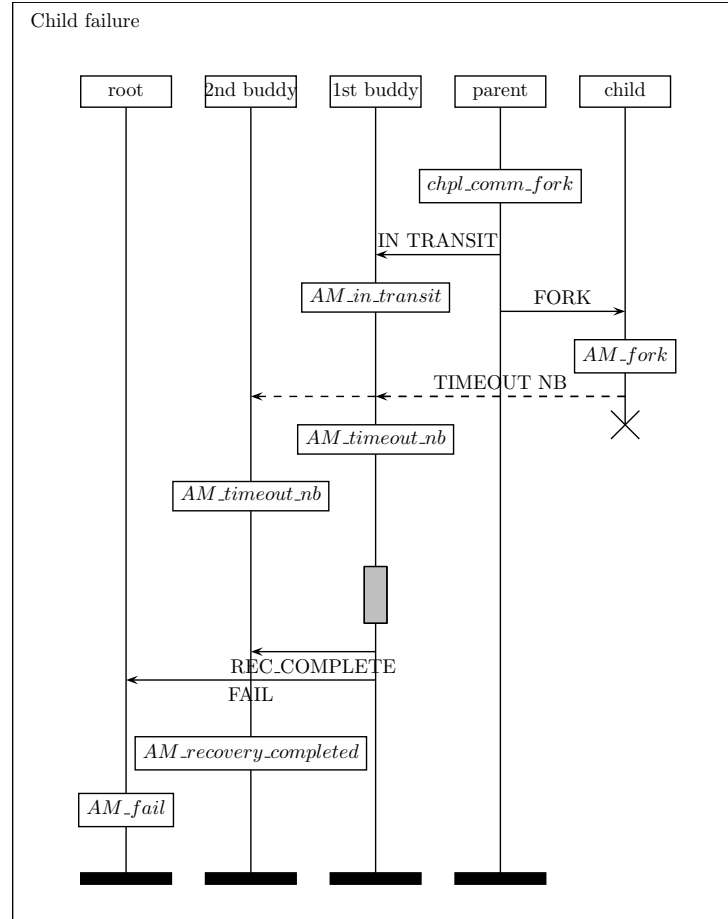 Child failure
root
2nd buddy
1st buddy
parent
child
chpl_comm_fork
IN TRANSIT
AM_in_transit
FORK
AM_fork
TIMEOUT NB
AM_timeout_nb
AM_timeout_nb
REC_COMPLETE
FAIL
AM_recovery_completed
AM_fail